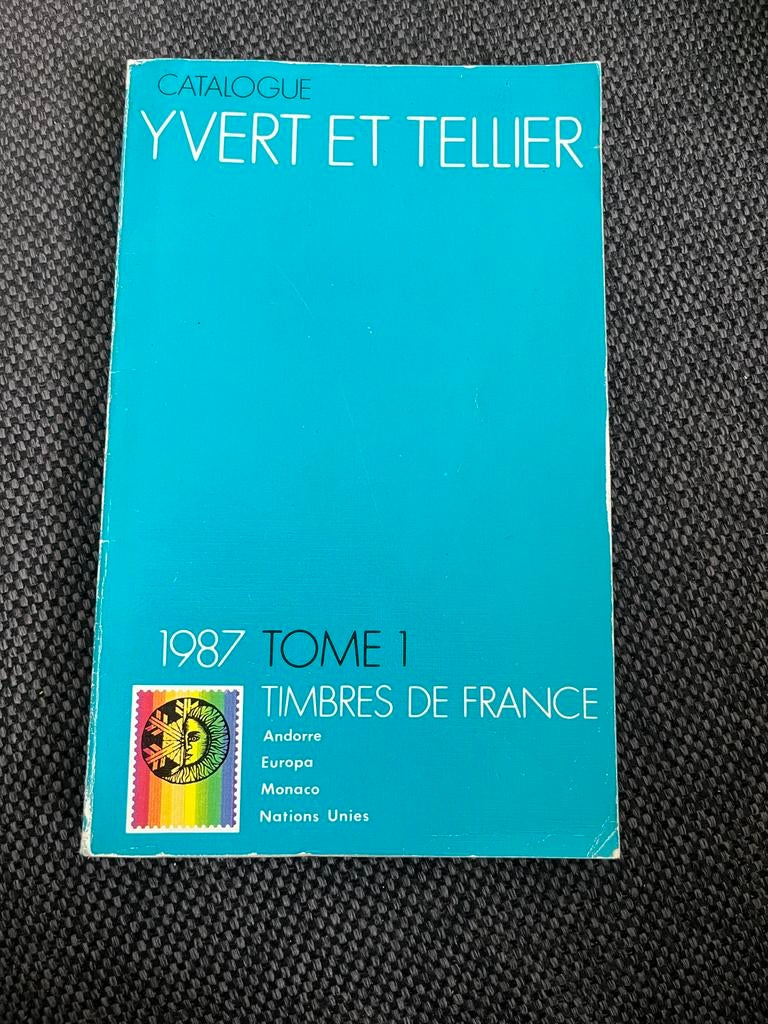 CATALOGUE
YVERT ET TELLIER
1987 TOME 1
TIMBRES DE FRANCE
Andorre
Europa
Monaco
Nations Unies